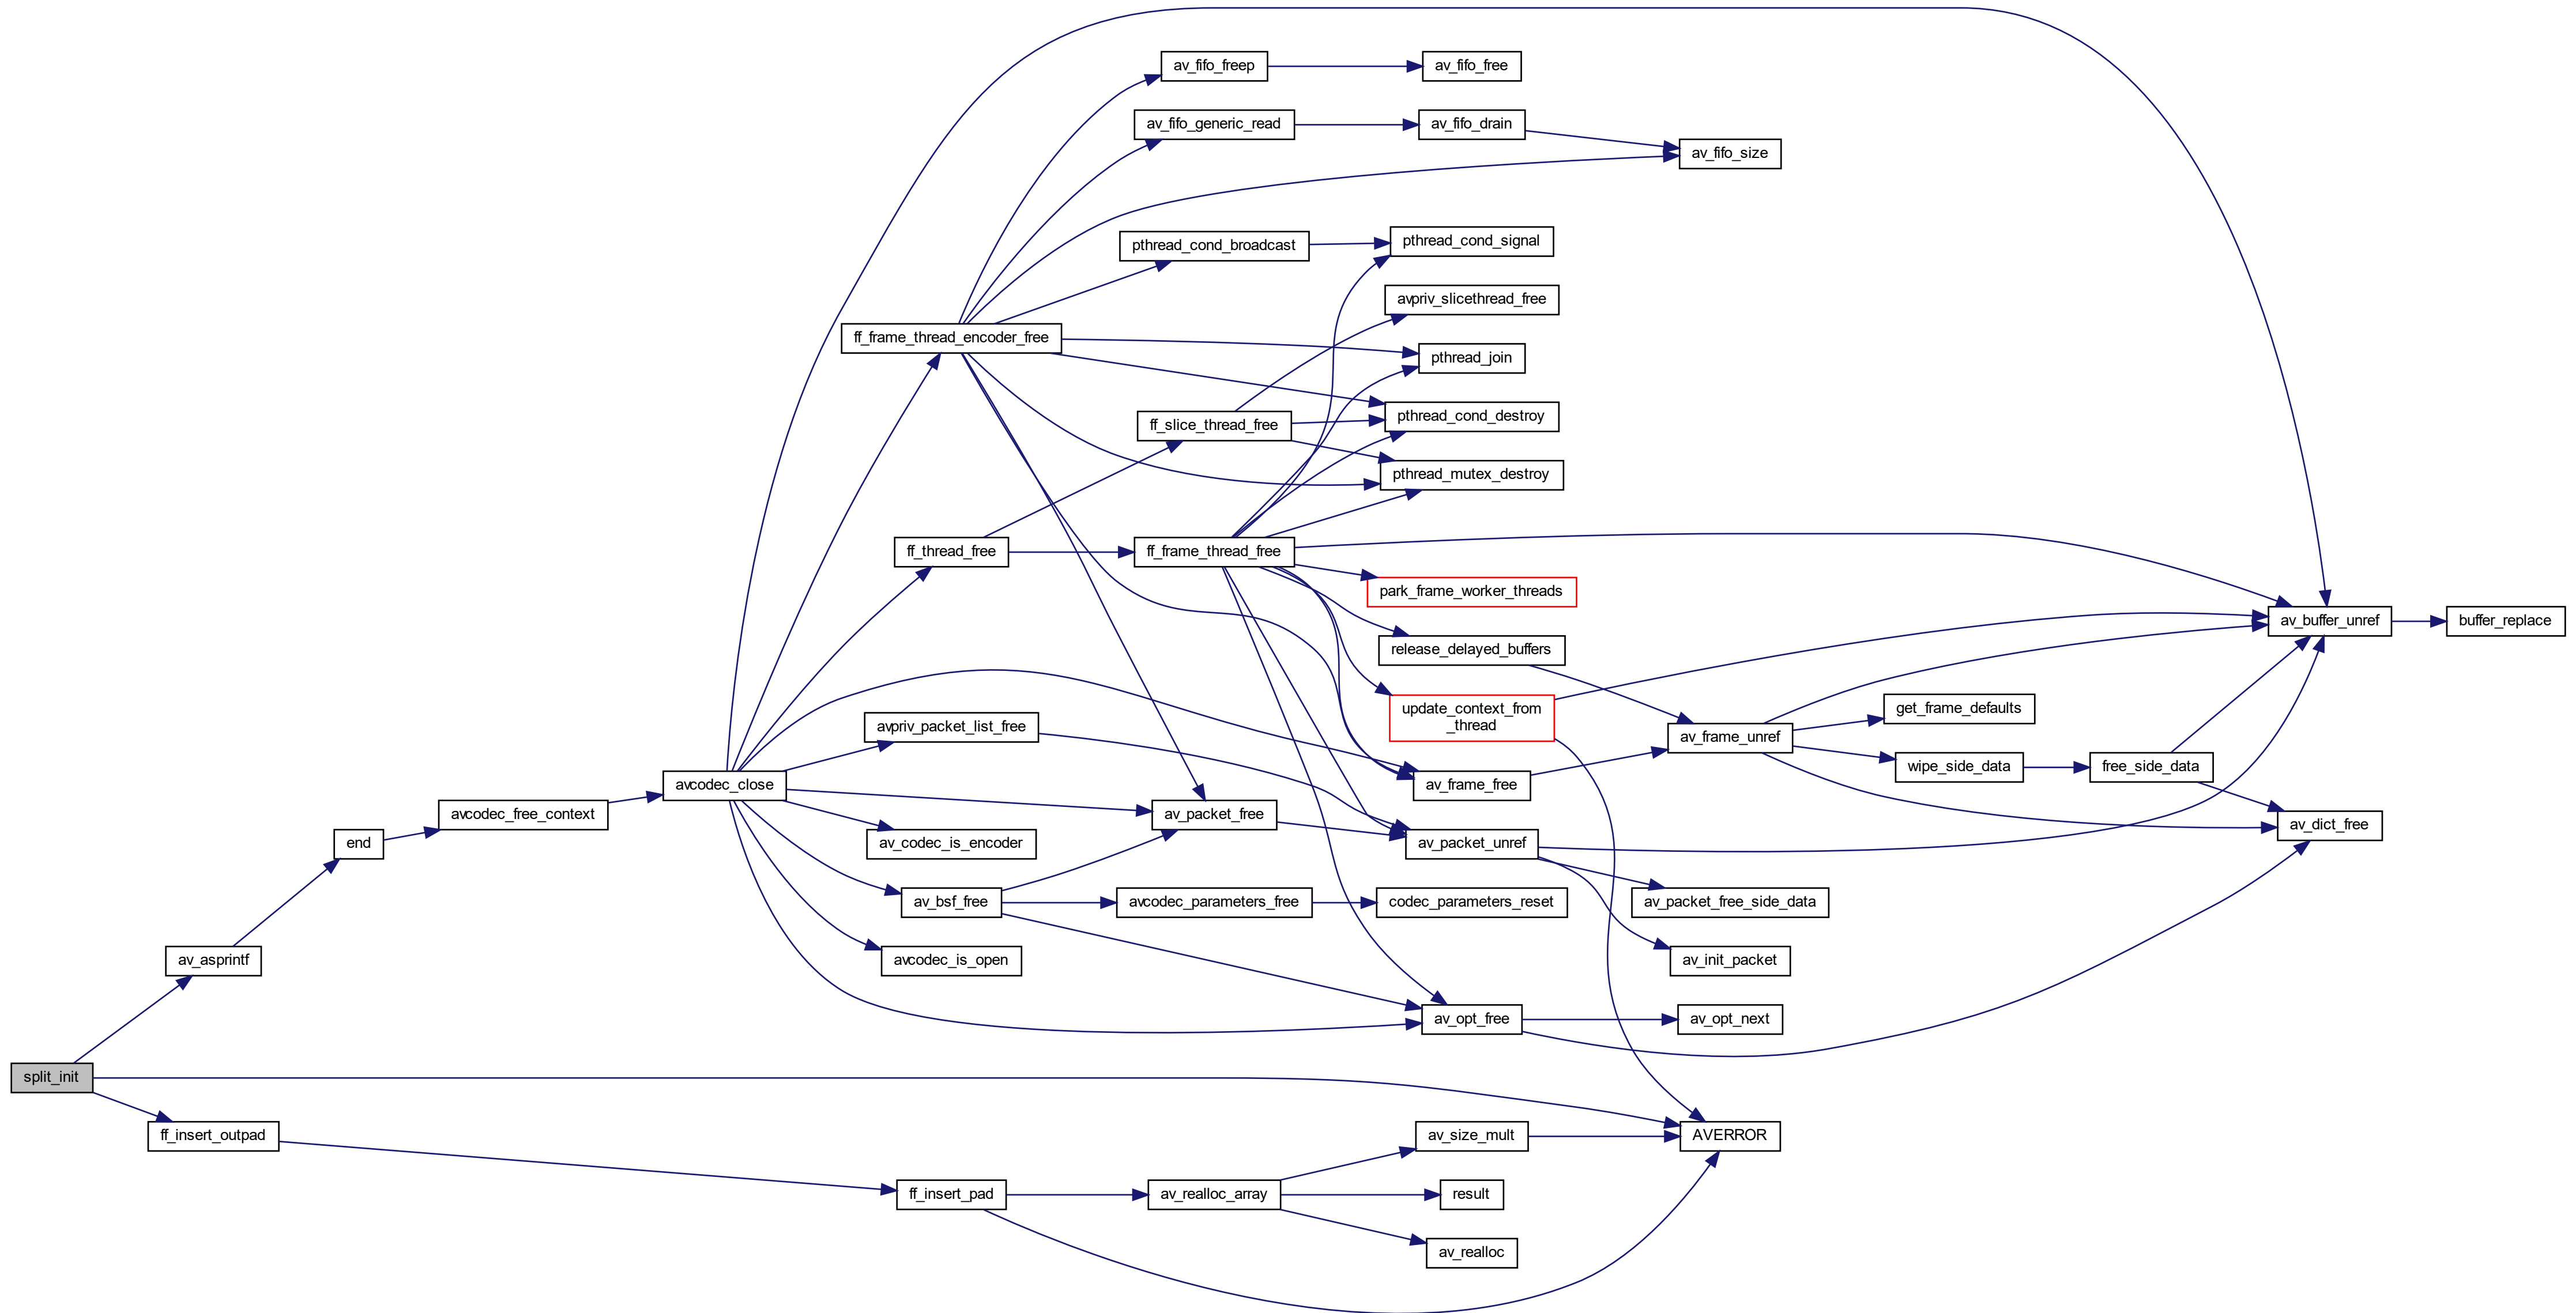 split_init
av_asprintf
ff_insert_outpad
end
avcodec_free_context
avcodec_close
ff_frame_thread_encoder_free
ff_thread_free
avpriv_packet_list_free
av_codec_is_encoder
av_bsf_free
avcodec_is_open
ff_insert_pad
av_fifo_freep
av_fifo_generic_read
pthread_cond_broadcast
ff_slice_thread_free
ff_frame_thread_free
av_packet_free
avcodec_parameters_free
av_realloc_array
av_fifo_free
av_fifo_drain
pthread_cond_signal
avpriv_slicethread_free
pthread_join
pthread_cond_destroy
pthread_mutex_destroy
park_frame_worker_threads
release_delayed_buffers
update_context_from
_thread
av_frame_free
av_packet_unref
codec_parameters_reset
av_opt_free
av_size_mult
result
av_realloc
av_fifo_size
av_frame_unref
av_packet_free_side_data
av_init_packet
av_opt_next
AVERROR
get_frame_defaults
wipe_side_data
free_side_data
av_buffer_unref
av_dict_free
buffer_replace